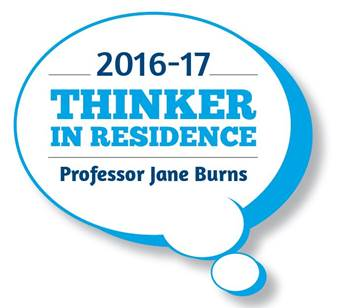 2016-17
THINKER
IN RESIDENCE
Professor Jane Burns